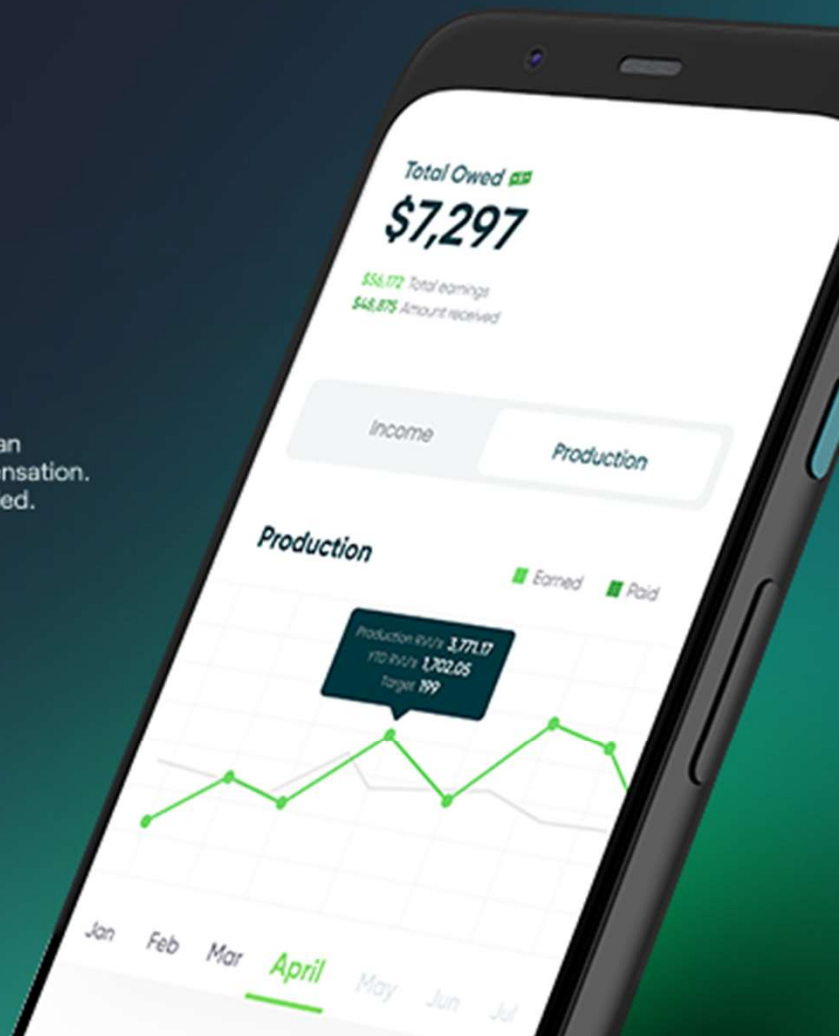 Total Owed
$7,297
$56,172 Total earnings
$48,875 Amount received
an
ensation.
ed.
Income
Production
Production
Earned
Paid
Production RVU's 3,771.17
YTD RVU's 1,702.05
Target 199
Jan
Feb
Mar
April
May
Jun
Jul